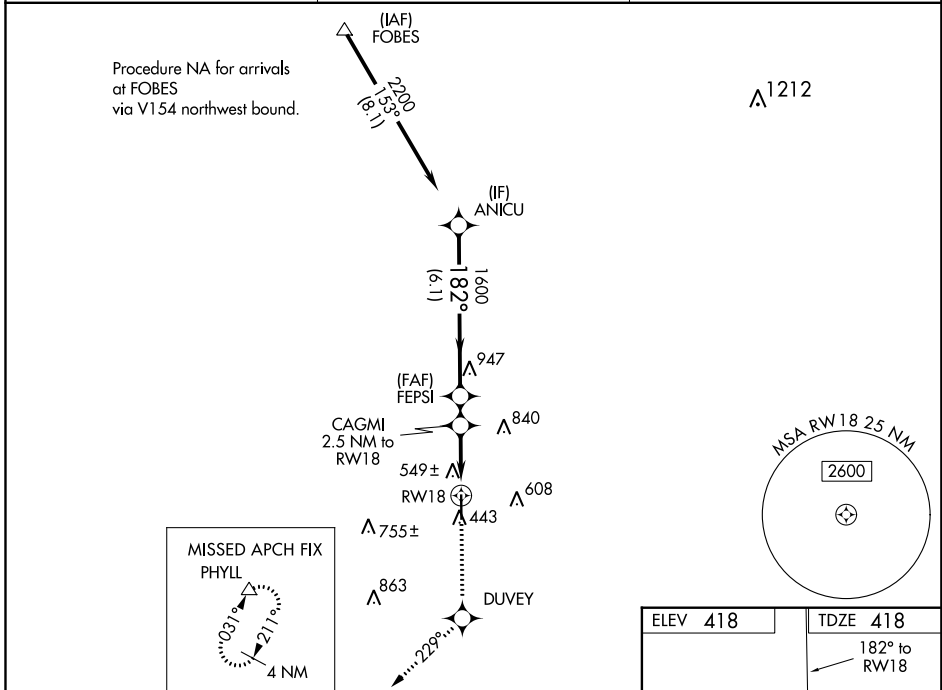 (IAF)
FOBES
Procedure NA for arrivals
at FOBES
via V154 northwest bound.
2200
153°
(8.1)
1212
(IF)
ANICU
1600
182°
(6.1)
947
(FAF)
FEPSI
CAGMI
2.5 NM to
RW18
840
549±
RW18
608
443
755±
MSA RW18 25 NM
2600
MISSED APCH FIX
PHYLL
031°
211°
4 NM
863
DUVEY
229°
ELEV 418
TDZE 418
182° to
RW18